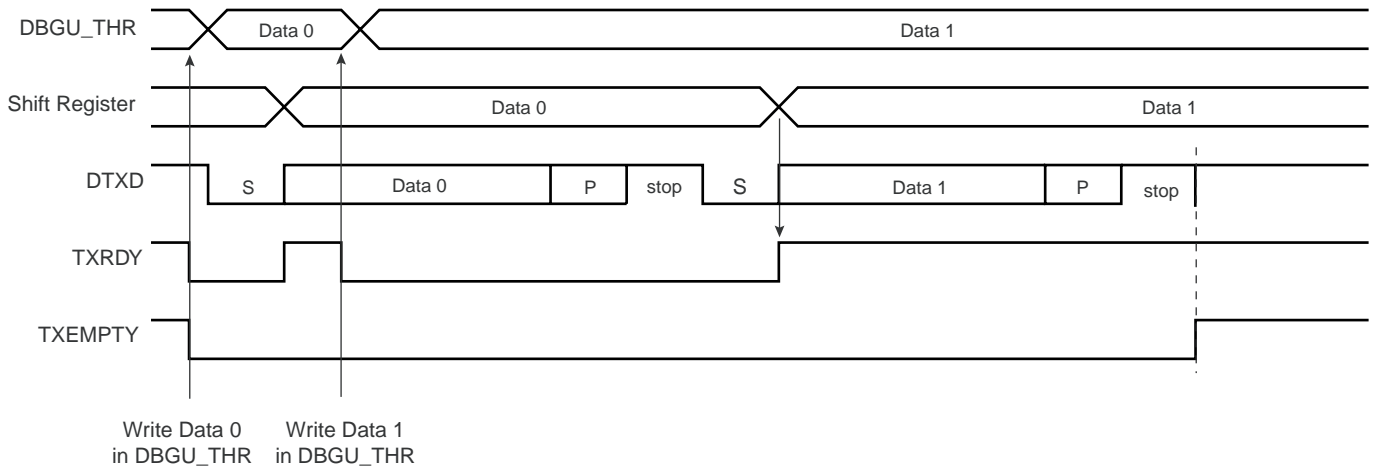 DBGU_THR Data 0 Data 1
Shift Register Data 0 Data 1
DTXD S Data 0 P stop S Data 1 P stop
TXRDY
TXEMPTY
Write Data 0 Write Data 1
in DBGU_THR in DBGU_THR